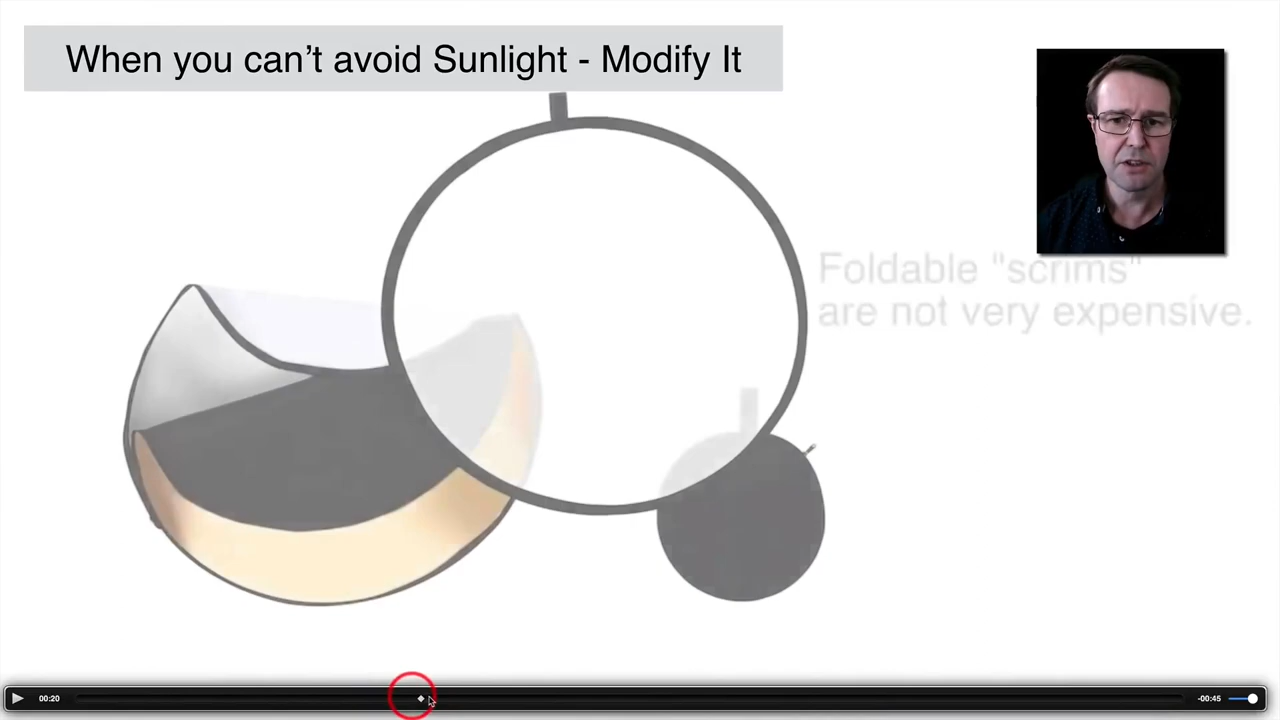 When you can’t avoid Sunlight - Modify It
Foldable "scrims"
are not very expensive.
00:20
-00:45